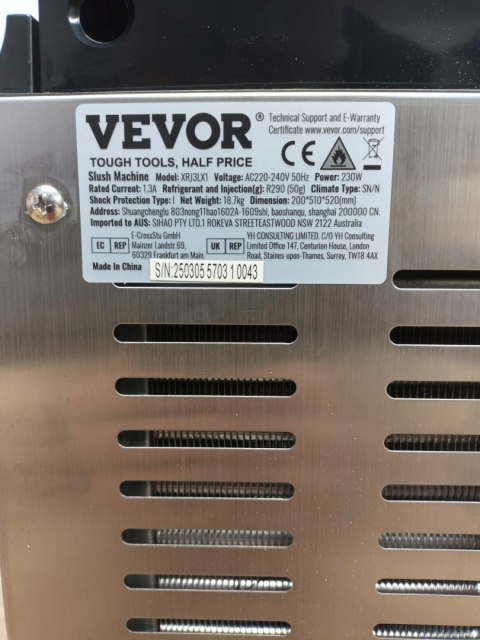 VEVOR®
Technical Support and E-Warranty
Certificate www.vevor.com/support
TOUGH TOOLS, HALF PRICE
CE
Slush Machine Model: XRJ3LX1 Voltage: AC220-240V 50Hz Power: 230W
Rated Current: 1.3A Refrigerant and Injection(g): R290 (50g) Climate Type: SN/N
Shock Protection Type: I Net Weight: 18.7kg Dimension: 200*510*520(mm)
Address: Shuangchenglu 803nong11hao1602A-1609shi, baoshanqu, shanghai 200000 CN.
Imported to AUS: SIHAO PTY LTD.1 ROKEVA STREETEASTWOOD NSW 2122 Australia
EC REP
E-CrossStu GmbH
Mainzer Landstr.69,
60329 Frankfurt am Main.
UK REP
YH CONSULTING LIMITED. C/O YH Consulting
Limited Office 147, Centurion House, London
Road, Staines-upon-Thames, Surrey, TW18 4AX
Made In China
S/N:250305 5703 1 0043